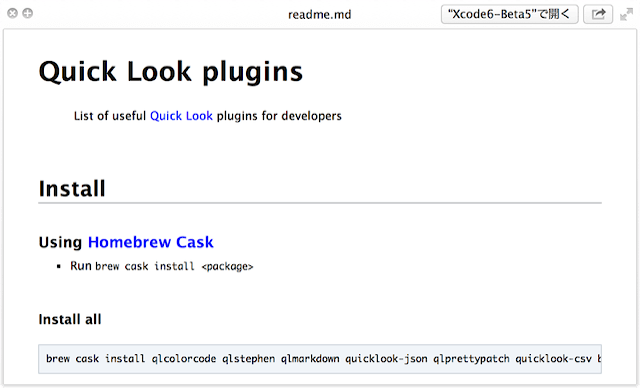 readme.md
"Xcode6-Beta5"で開く
Quick Look plugins
List of useful Quick Look plugins for developers
Install
Using Homebrew Cask
▪ Run brew cask install <package>
Install all
brew cask install qlcolorcode qlstephen qlmarkdown quicklook-json qlprettypatch quicklook-csv